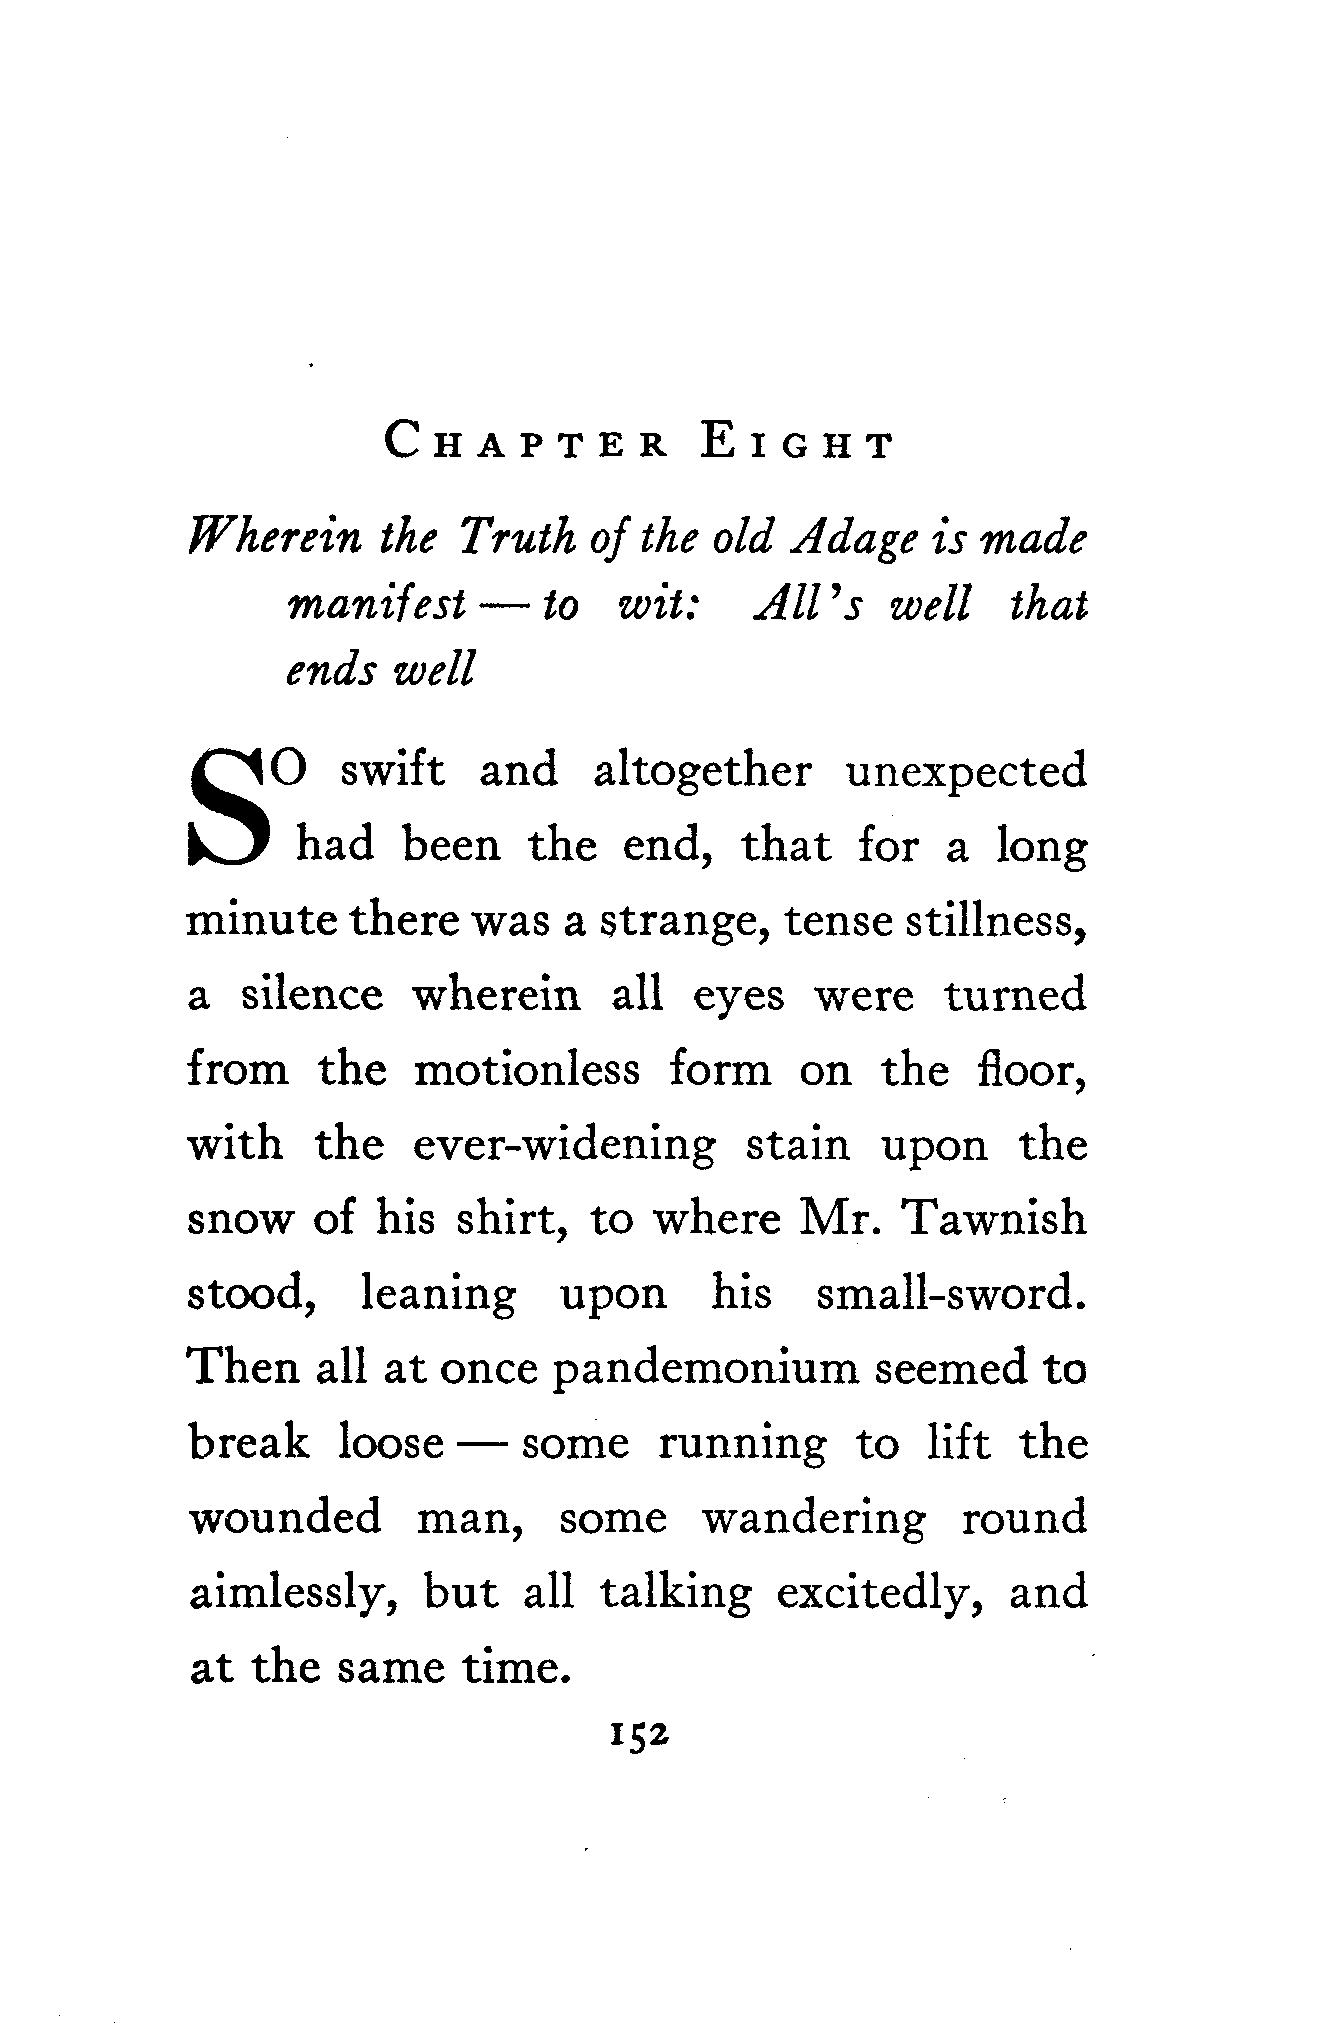 CHAPTER EIGHT
Wherein the Truth of the old Adage is made
manifest — to wit: All's well that
ends well
SO swift and altogether unexpected
had been the end, that for a long
minute there was a strange, tense stillness,
a silence wherein all eyes were turned
from the motionless form on the floor,
with the ever-widening stain upon the
snow of his shirt, to where Mr. Tawnish
stood, leaning upon his small-sword.
Then all at once pandemonium seemed to
break loose — some running to lift the
wounded man, some wandering round
aimlessly, but all talking excitedly, and
at the same time.
152